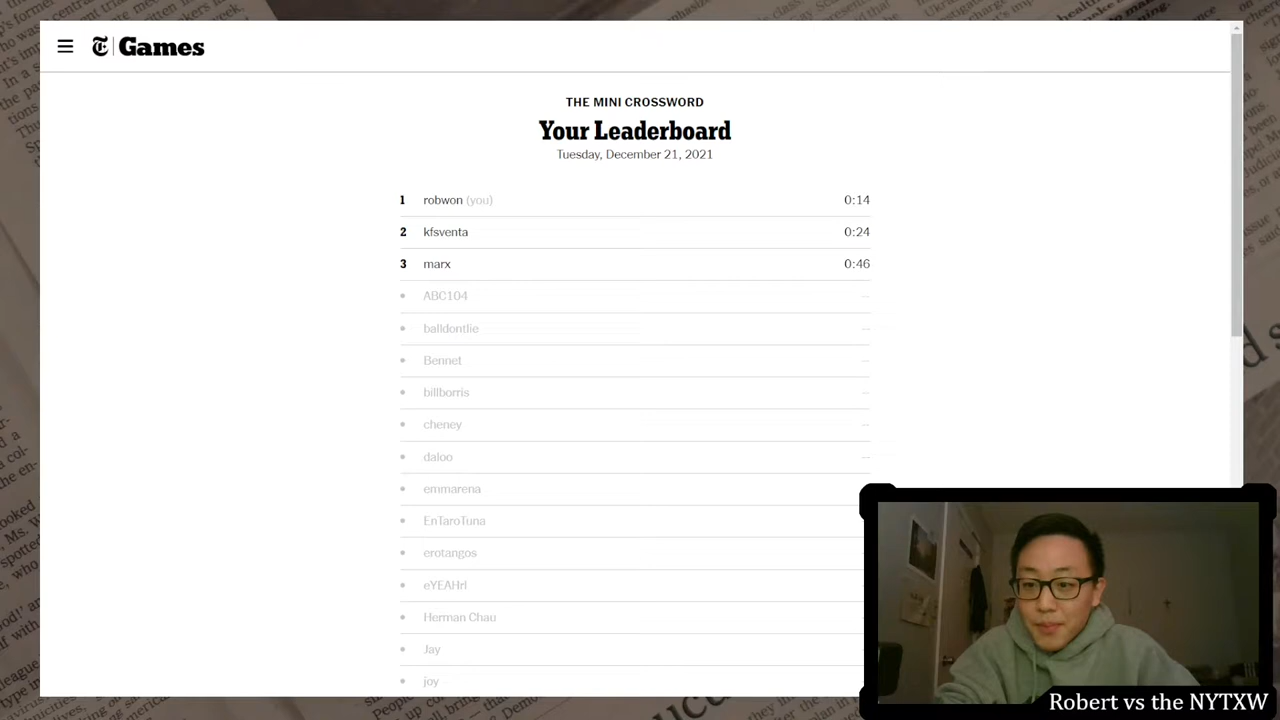 Games
THE MINI CROSSWORD
Your Leaderboard
Tuesday, December 21, 2021
1 robwon (you) 0:14
2 kfsventa 0:24
3 marx 0:46
• ABC104 --
• balldontlie --
• Bennet --
• billborris --
• cheney --
• daloo --
• emmarena
• EnTaroTuna
• erotangos
• eYEAHrl
• Herman Chau
• Jay
• joy
Robert vs the NYTXW